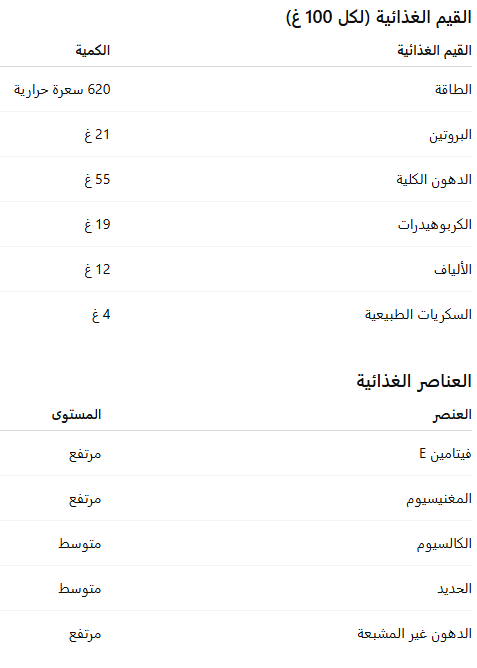 القيم الغذائية (لكل 100 غ)
القيم الغذائية الكمية
الطاقة 620 سعرة حرارية
البروتين 21 غ
الدهون الكلية 55 غ
الكربوهيدرات 19 غ
الألياف 12 غ
السكريات الطبيعية 4 غ
العناصر الغذائية
العنصر المستوى
فيتامين E مرتفع
المغنيسيوم مرتفع
الكالسيوم متوسط
الحديد متوسط
الدهون غير المشبعة مرتفع